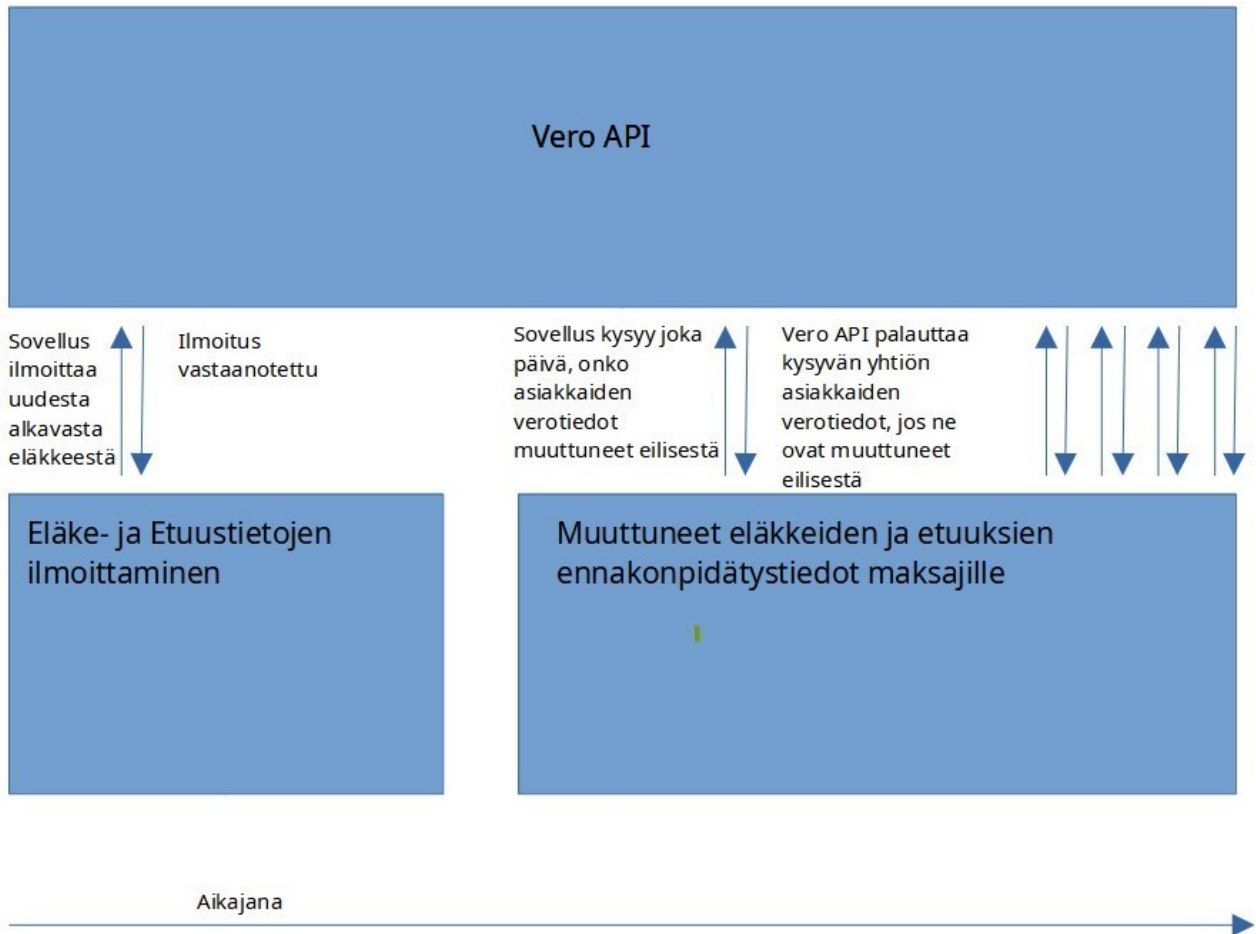 Vero API
Sovellus
ilmoittaa
uudesta
alkavasta
eläkkeestä
Ilmoitus
vastaanotettu
Sovellus kysyy joka
päivä, onko
asiakkaiden
verotiedot
muuttuneet eilisestä
Vero API palauttaa
kysyvän yhtiön
asiakkaiden
verotiedot, jos ne
ovat muuttuneet
eilisestä
Eläke- ja Etuustietojen
ilmoittaminen
Muuttuneet eläkkeiden ja etuuksien
ennakonpidätystiedot maksajille
Aikajana